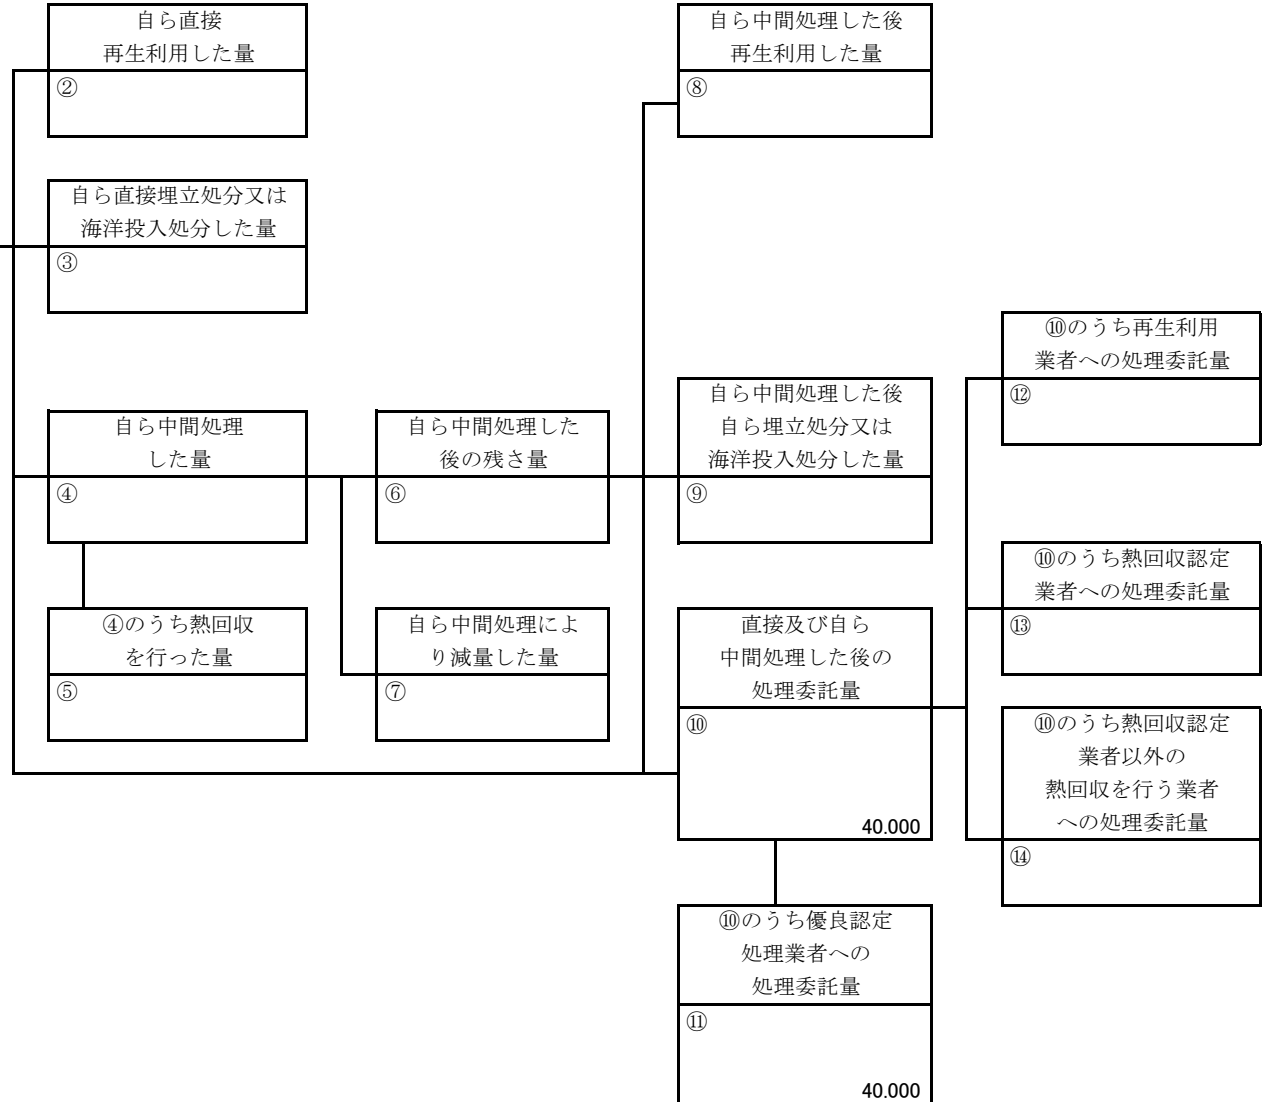 自ら直接
再生利用した量
②
自ら中間処理した後
再生利用した量
⑧
自ら直接埋立処分又は
海洋投入処分した量
③
⑩のうち再生利用
業者への処理委託量
⑫
自ら中間処理
した量
④
自ら中間処理した
後の残さ量
⑥
自ら中間処理した後
自ら埋立処分又は
海洋投入処分した量
⑨
⑩のうち熱回収認定
業者への処理委託量
⑬
④のうち熱回収
を行った量
⑤
自ら中間処理によ
り減量した量
⑦
直接及び自ら
中間処理した後の
処理委託量
⑩
40.000
⑩のうち熱回収認定
業者以外の
熱回収を行う業者
への処理委託量
⑭
⑩のうち優良認定
処理業者への
処理委託量
⑪
40.000